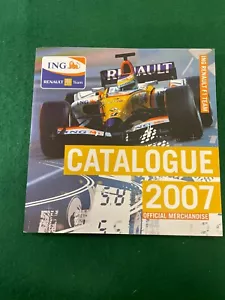 ING
RENAULT F1 Team
RENAULT
ING RENAULT F1 TEAM
CATALOGUE
2007
OFFICIAL MERCHANDISE